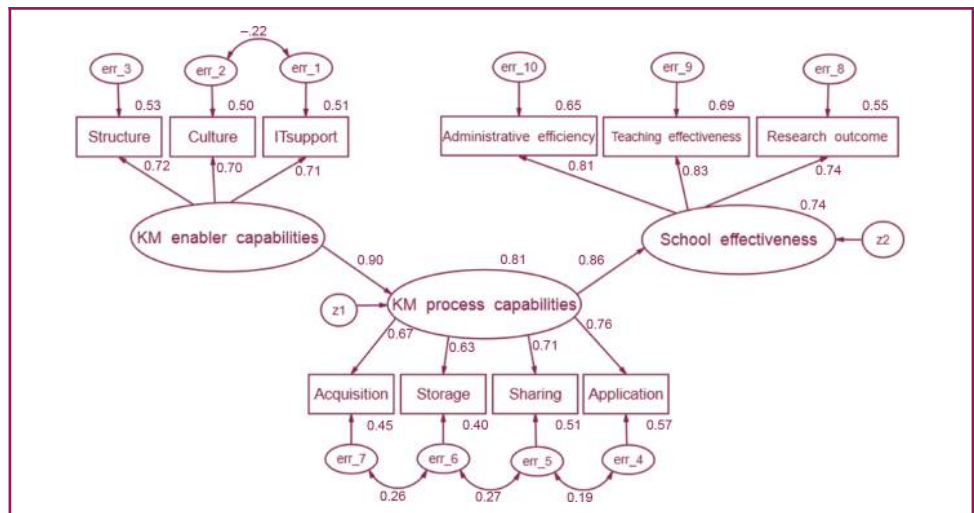 –.22
err_3
err_2
err_1
err_10
err_9
err_8
0.53
0.50
0.51
0.65
0.69
0.55
Structure
Culture
ITsupport
Administrative efficiency
Teaching effectiveness
Research outcome
0.72
0.70
0.71
0.81
0.83
0.74
0.74
KM enabler capabilities
School effectiveness
z2
0.90
0.81
0.86
z1
KM process capabilities
0.67
0.63
0.71
0.76
Acquisition
Storage
Sharing
Application
0.45
0.40
0.51
0.57
err_7
err_6
err_5
err_4
0.26
0.27
0.19